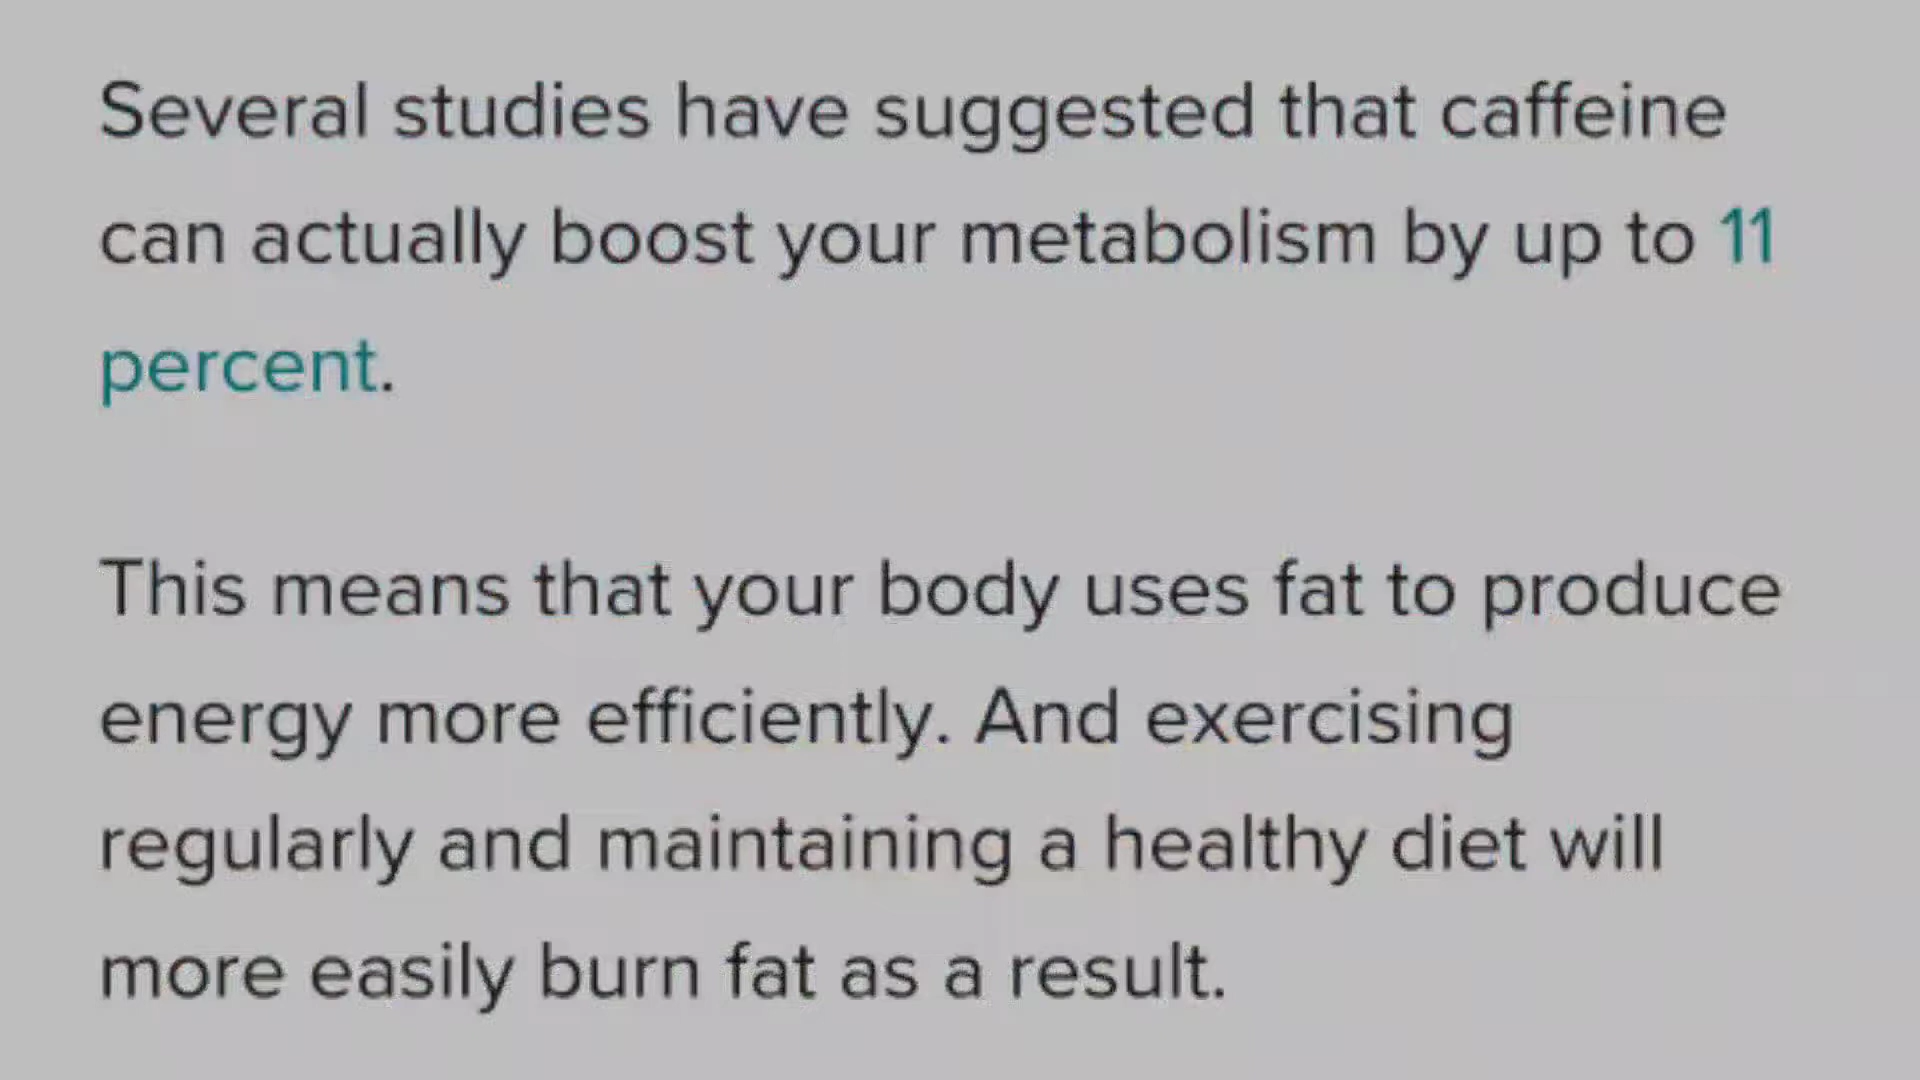 Several studies have suggested that caffeine
can actually boost your metabolism by up to 11
percent.
This means that your body uses fat to produce
energy more efficiently. And exercising
regularly and maintaining a healthy diet will
more easily burn fat as a result.